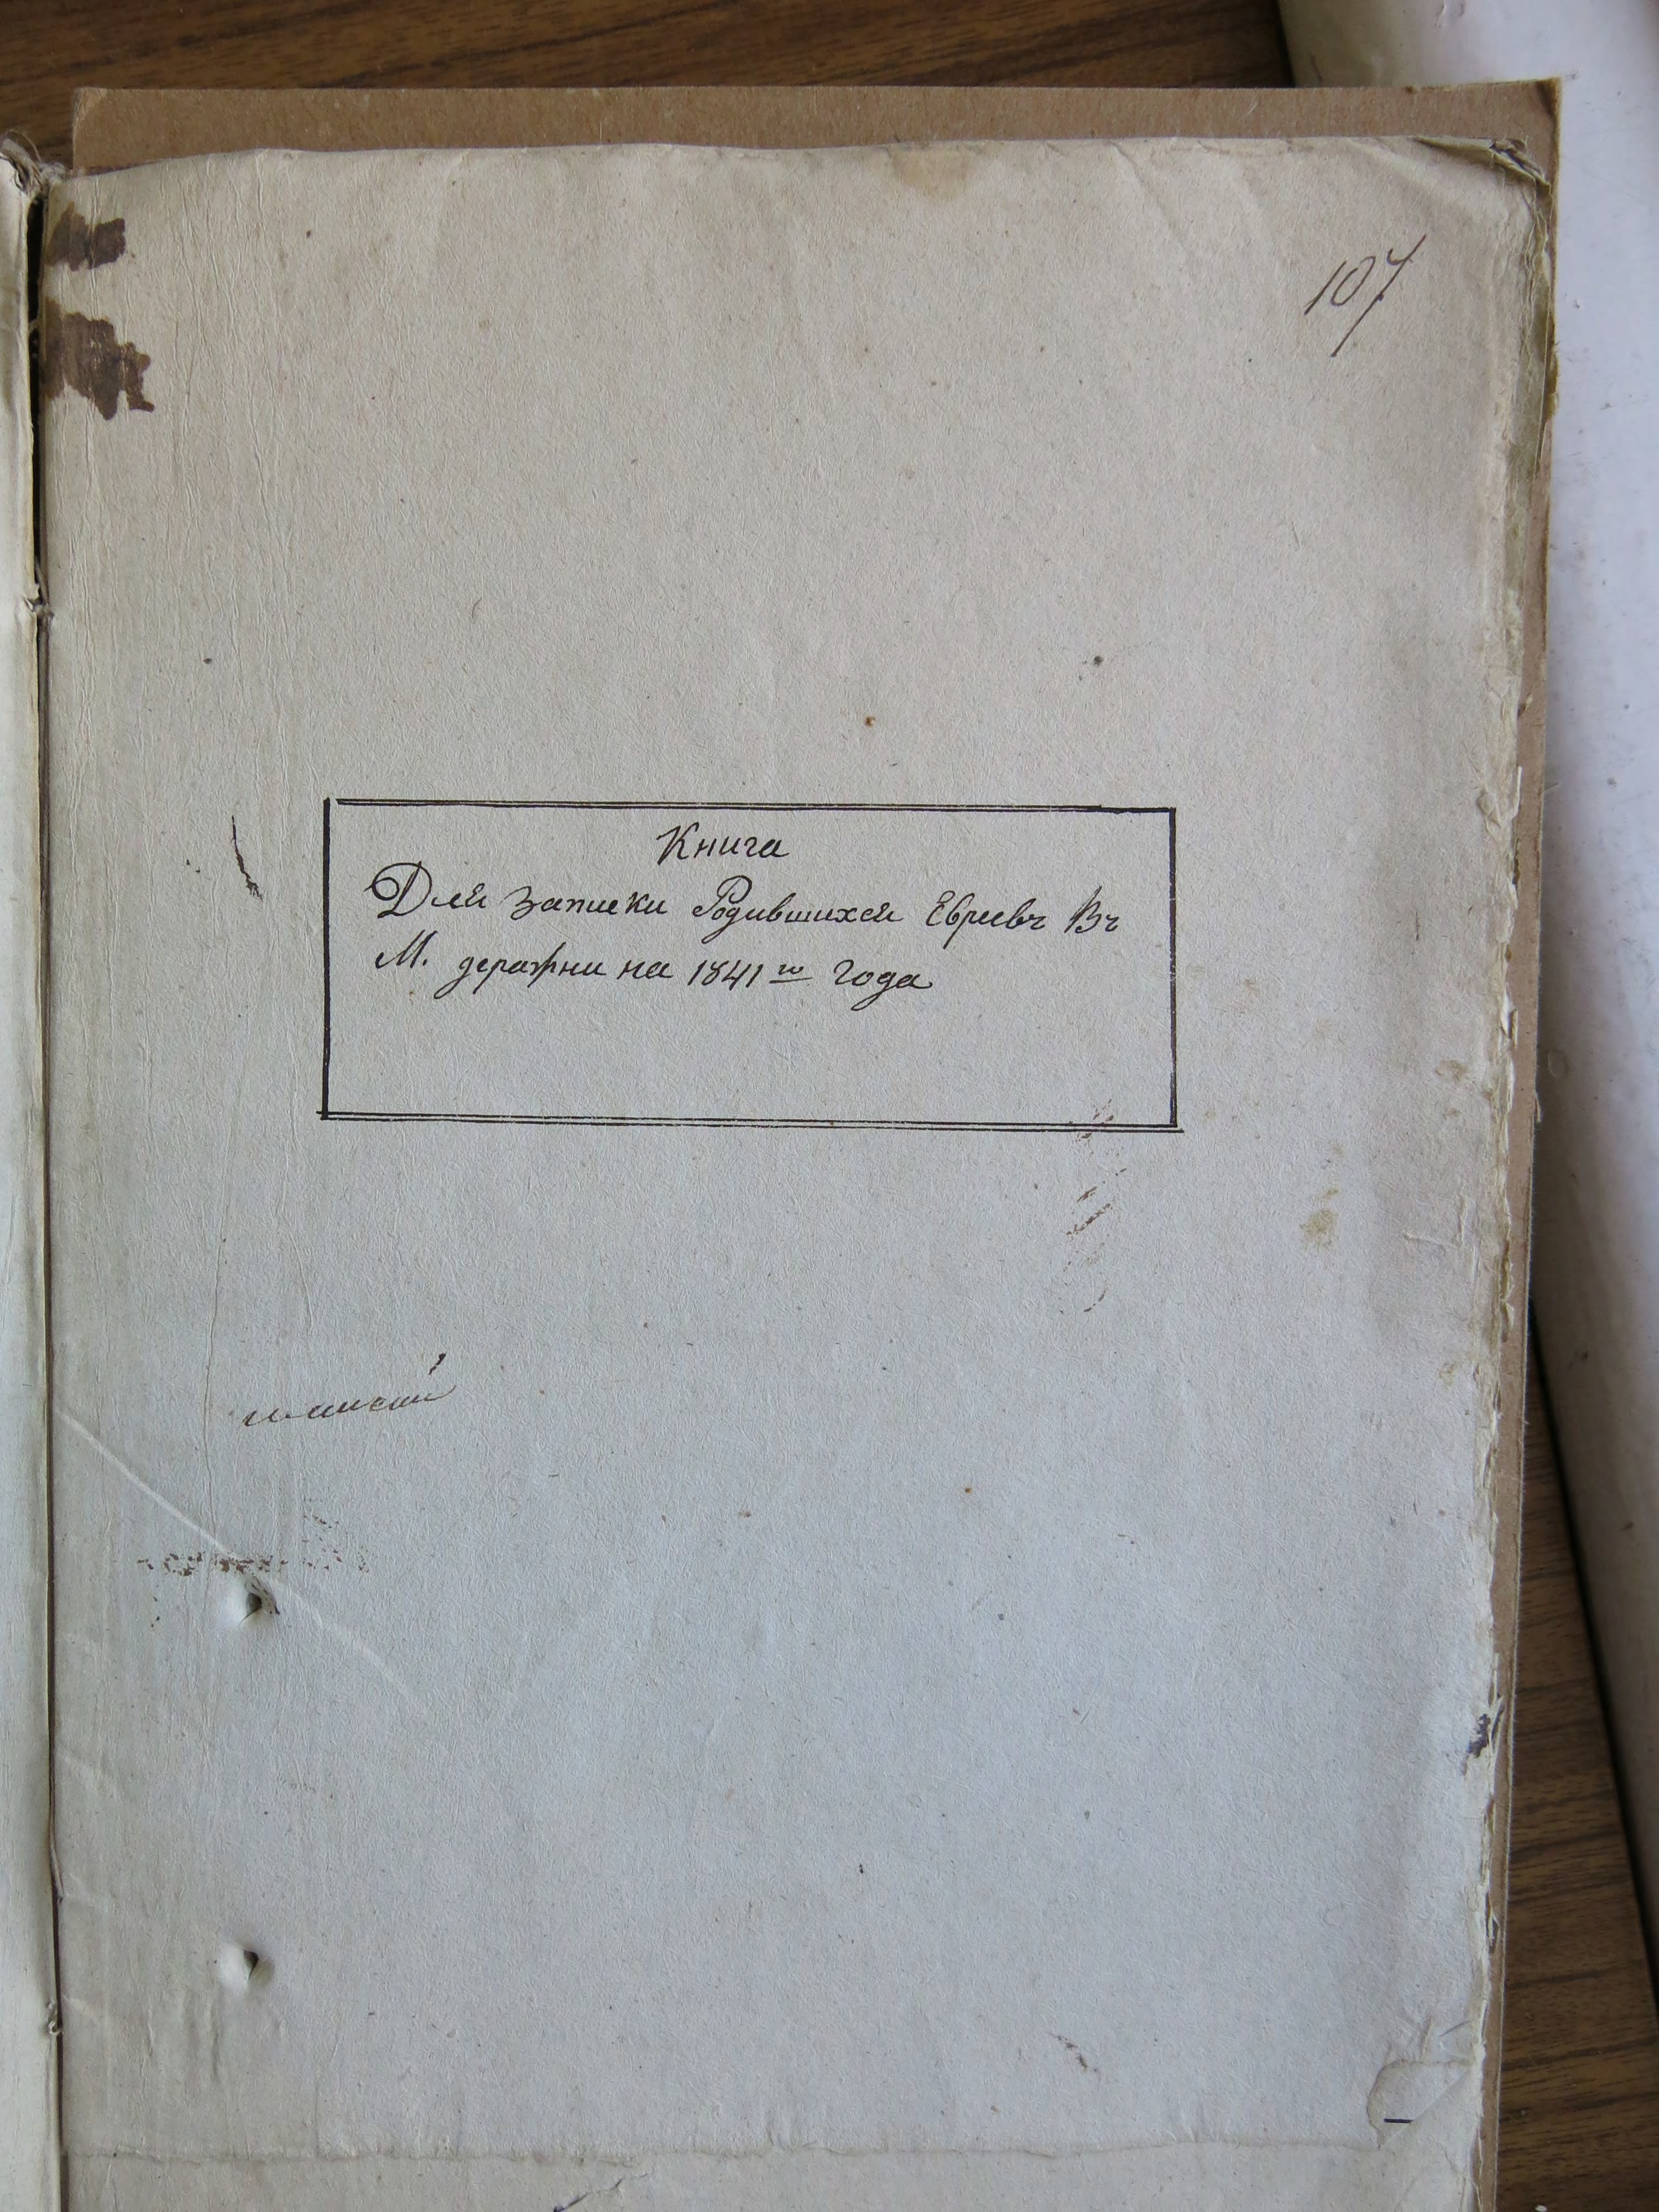 107
Книга
Для записки Родившихся Евреевъ Въ
М. деражни на 1841го Года